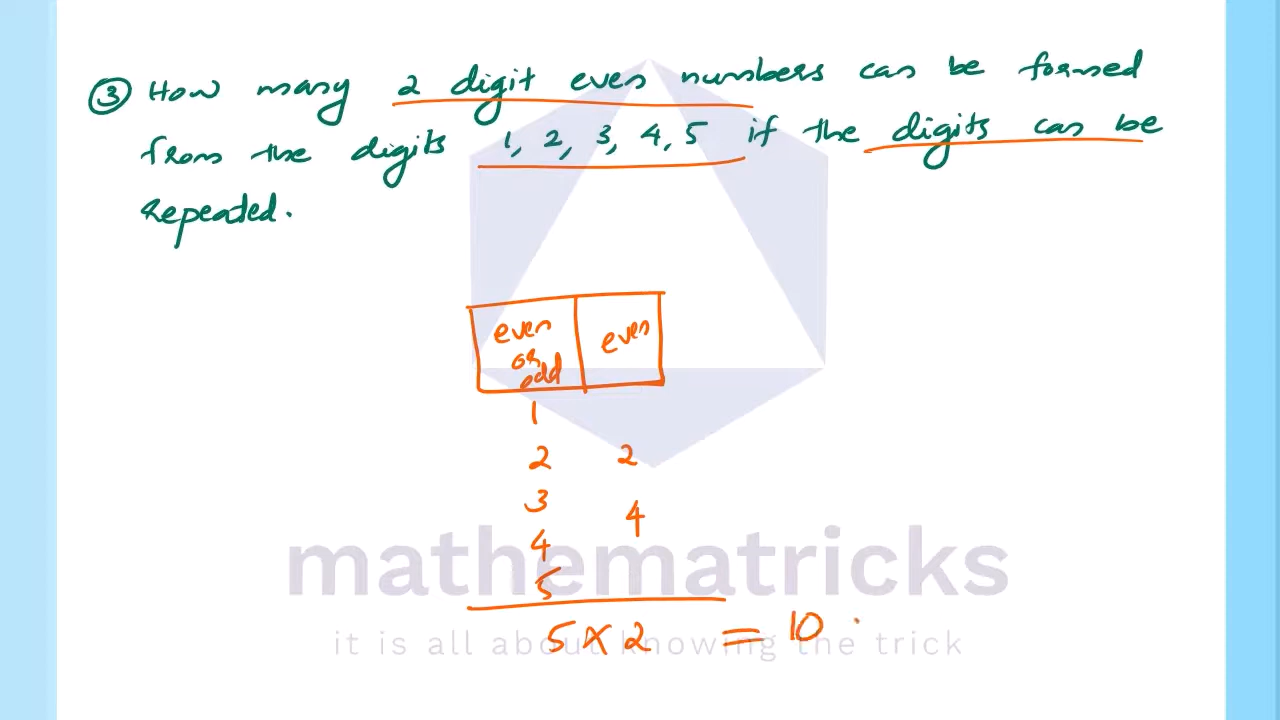 ③ How many 2 digit even numbers can be formed
from the digits 1, 2, 3, 4, 5 if the digits can be
repeated.
even or odd
even
1
2 2
3
4
4
5
5 × 2 = 10
mathematricks
it is all about knowing the trick